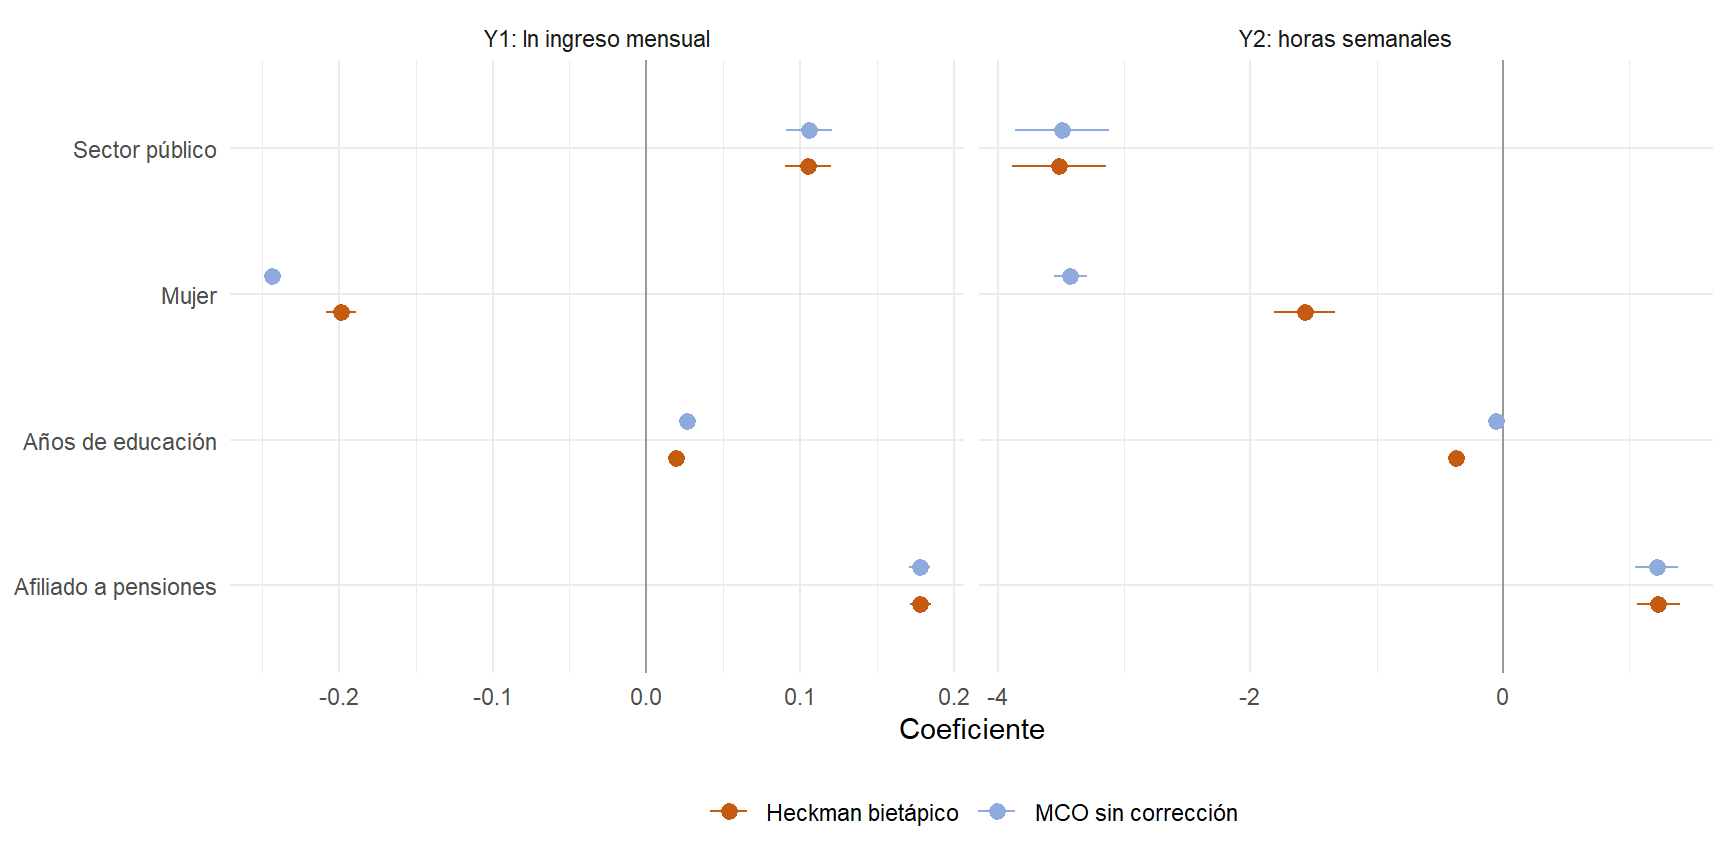 Y1: ln ingreso mensual
Y2: horas semanales
Sector público
Mujer
Años de educación
Afiliado a pensiones
-0.2 -0.1 0.0 0.1 0.2 -4 -2 0
Coeficiente
Heckman bietápico MCO sin corrección